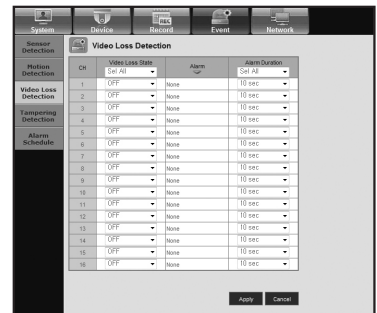 System Device Record Event Network
REC
Sensor
Detection
Motion
Detection
Video Loss
Detection
Tampering
Detection
Alarm
Schedule
Video Loss Detection
CH Video Loss State Alarm Alarm Duration
Sel All Sel All
1 OFF None 10 sec
2 OFF None 10 sec
3 OFF None 10 sec
4 OFF None 10 sec
5 OFF None 10 sec
6 OFF None 10 sec
7 OFF None 10 sec
8 OFF None 10 sec
9 OFF None 10 sec
10 OFF None 10 sec
11 OFF None 10 sec
12 OFF None 10 sec
13 OFF None 10 sec
14 OFF None 10 sec
15 OFF None 10 sec
16 OFF None 10 sec
Apply Cancel